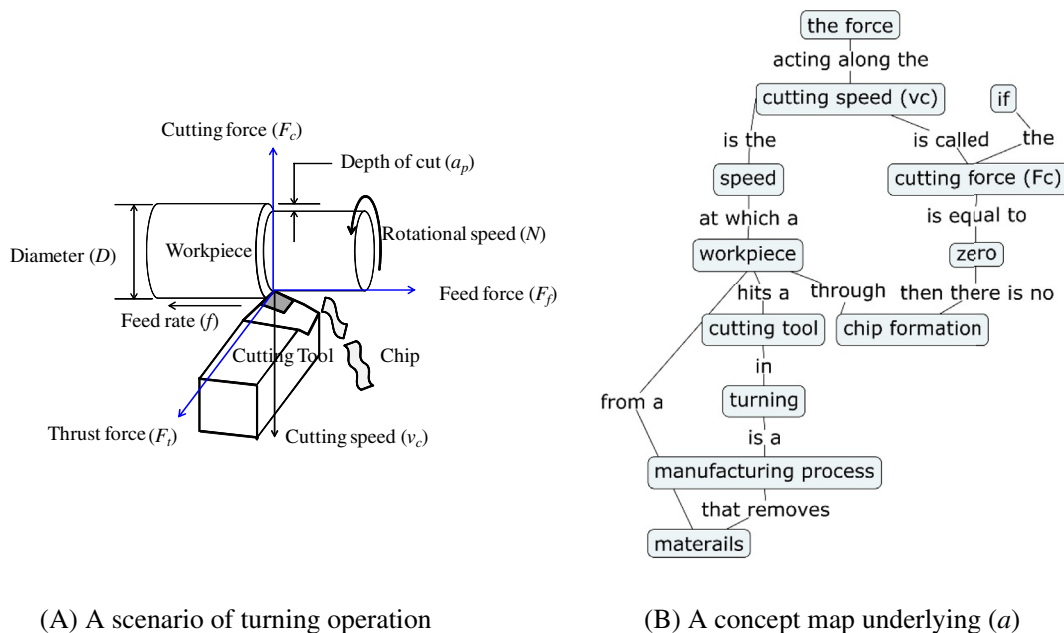 Cutting force (Fc)
Depth of cut (ap)
Diameter (D)
Workpiece
Rotational speed (N)
Feed force (Ff)
Feed rate (f)
Cutting Tool
Chip
Thrust force (Ft)
Cutting speed (vc)
(A) A scenario of turning operation
the force
acting along the
cutting speed (vc)
if
is the
is called
the
speed
cutting force (Fc)
at which a
is equal to
workpiece
zero
hits a
through
then there is no
cutting tool
chip formation
in
from a
turning
is a
manufacturing process
that removes
materails
(B) A concept map underlying (a)